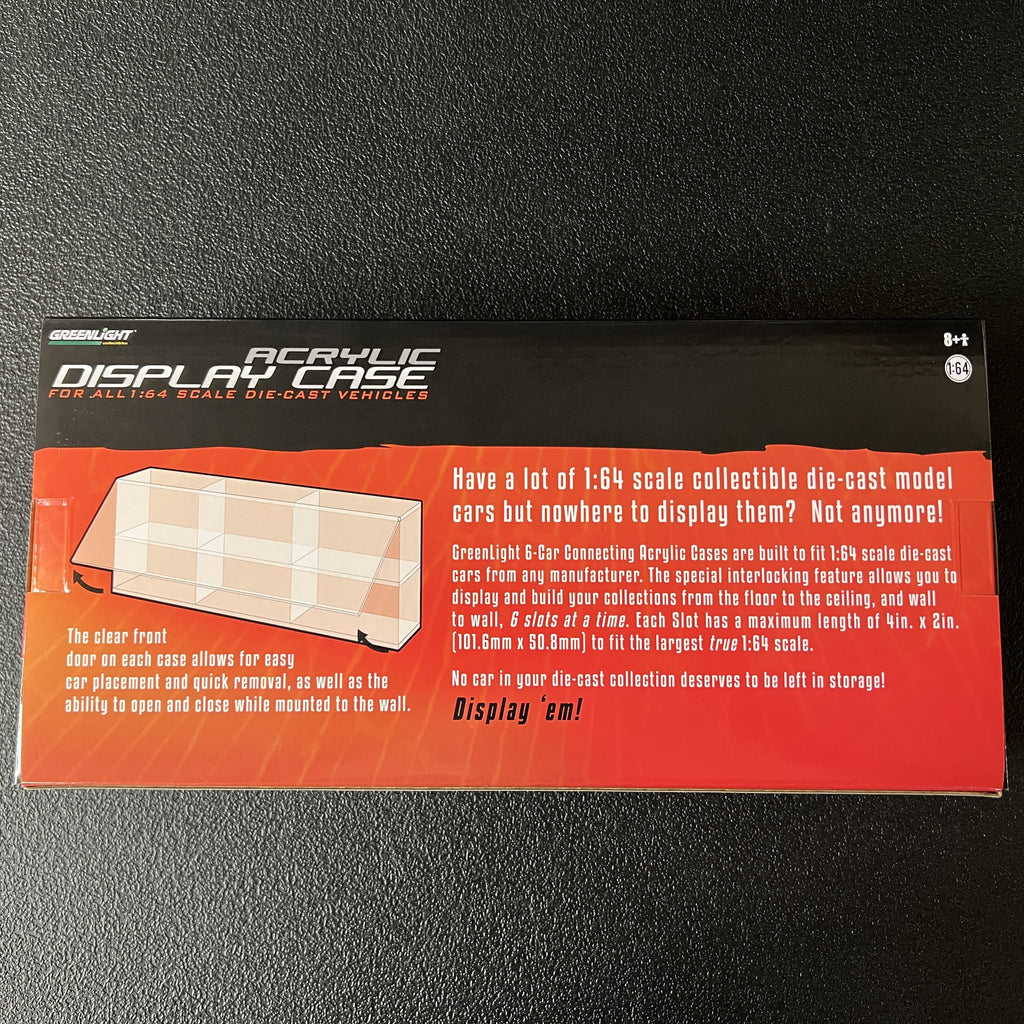 GREENLiGHT
collectibles
ACRYLIC
DISPLAY CASE
FOR ALL 1:64 SCALE DIE-CAST VEHICLES
8+
1:64
Have a lot of 1:64 scale collectible die-cast model
cars but nowhere to display them? Not anymore!
GreenLight 6-Car Connecting Acrylic Cases are built to fit 1:64 scale die-cast
cars from any manufacturer. The special interlocking feature allows you to
display and build your collections from the floor to the ceiling, and wall
to wall, 6 slots at a time. Each Slot has a maximum length of 4in. x 2in.
(101.6mm x 50.8mm) to fit the largest true 1:64 scale.
No car in your die-cast collection deserves to be left in storage!
Display 'em!
The clear front
door on each case allows for easy
car placement and quick removal, as well as the
ability to open and close while mounted to the wall.